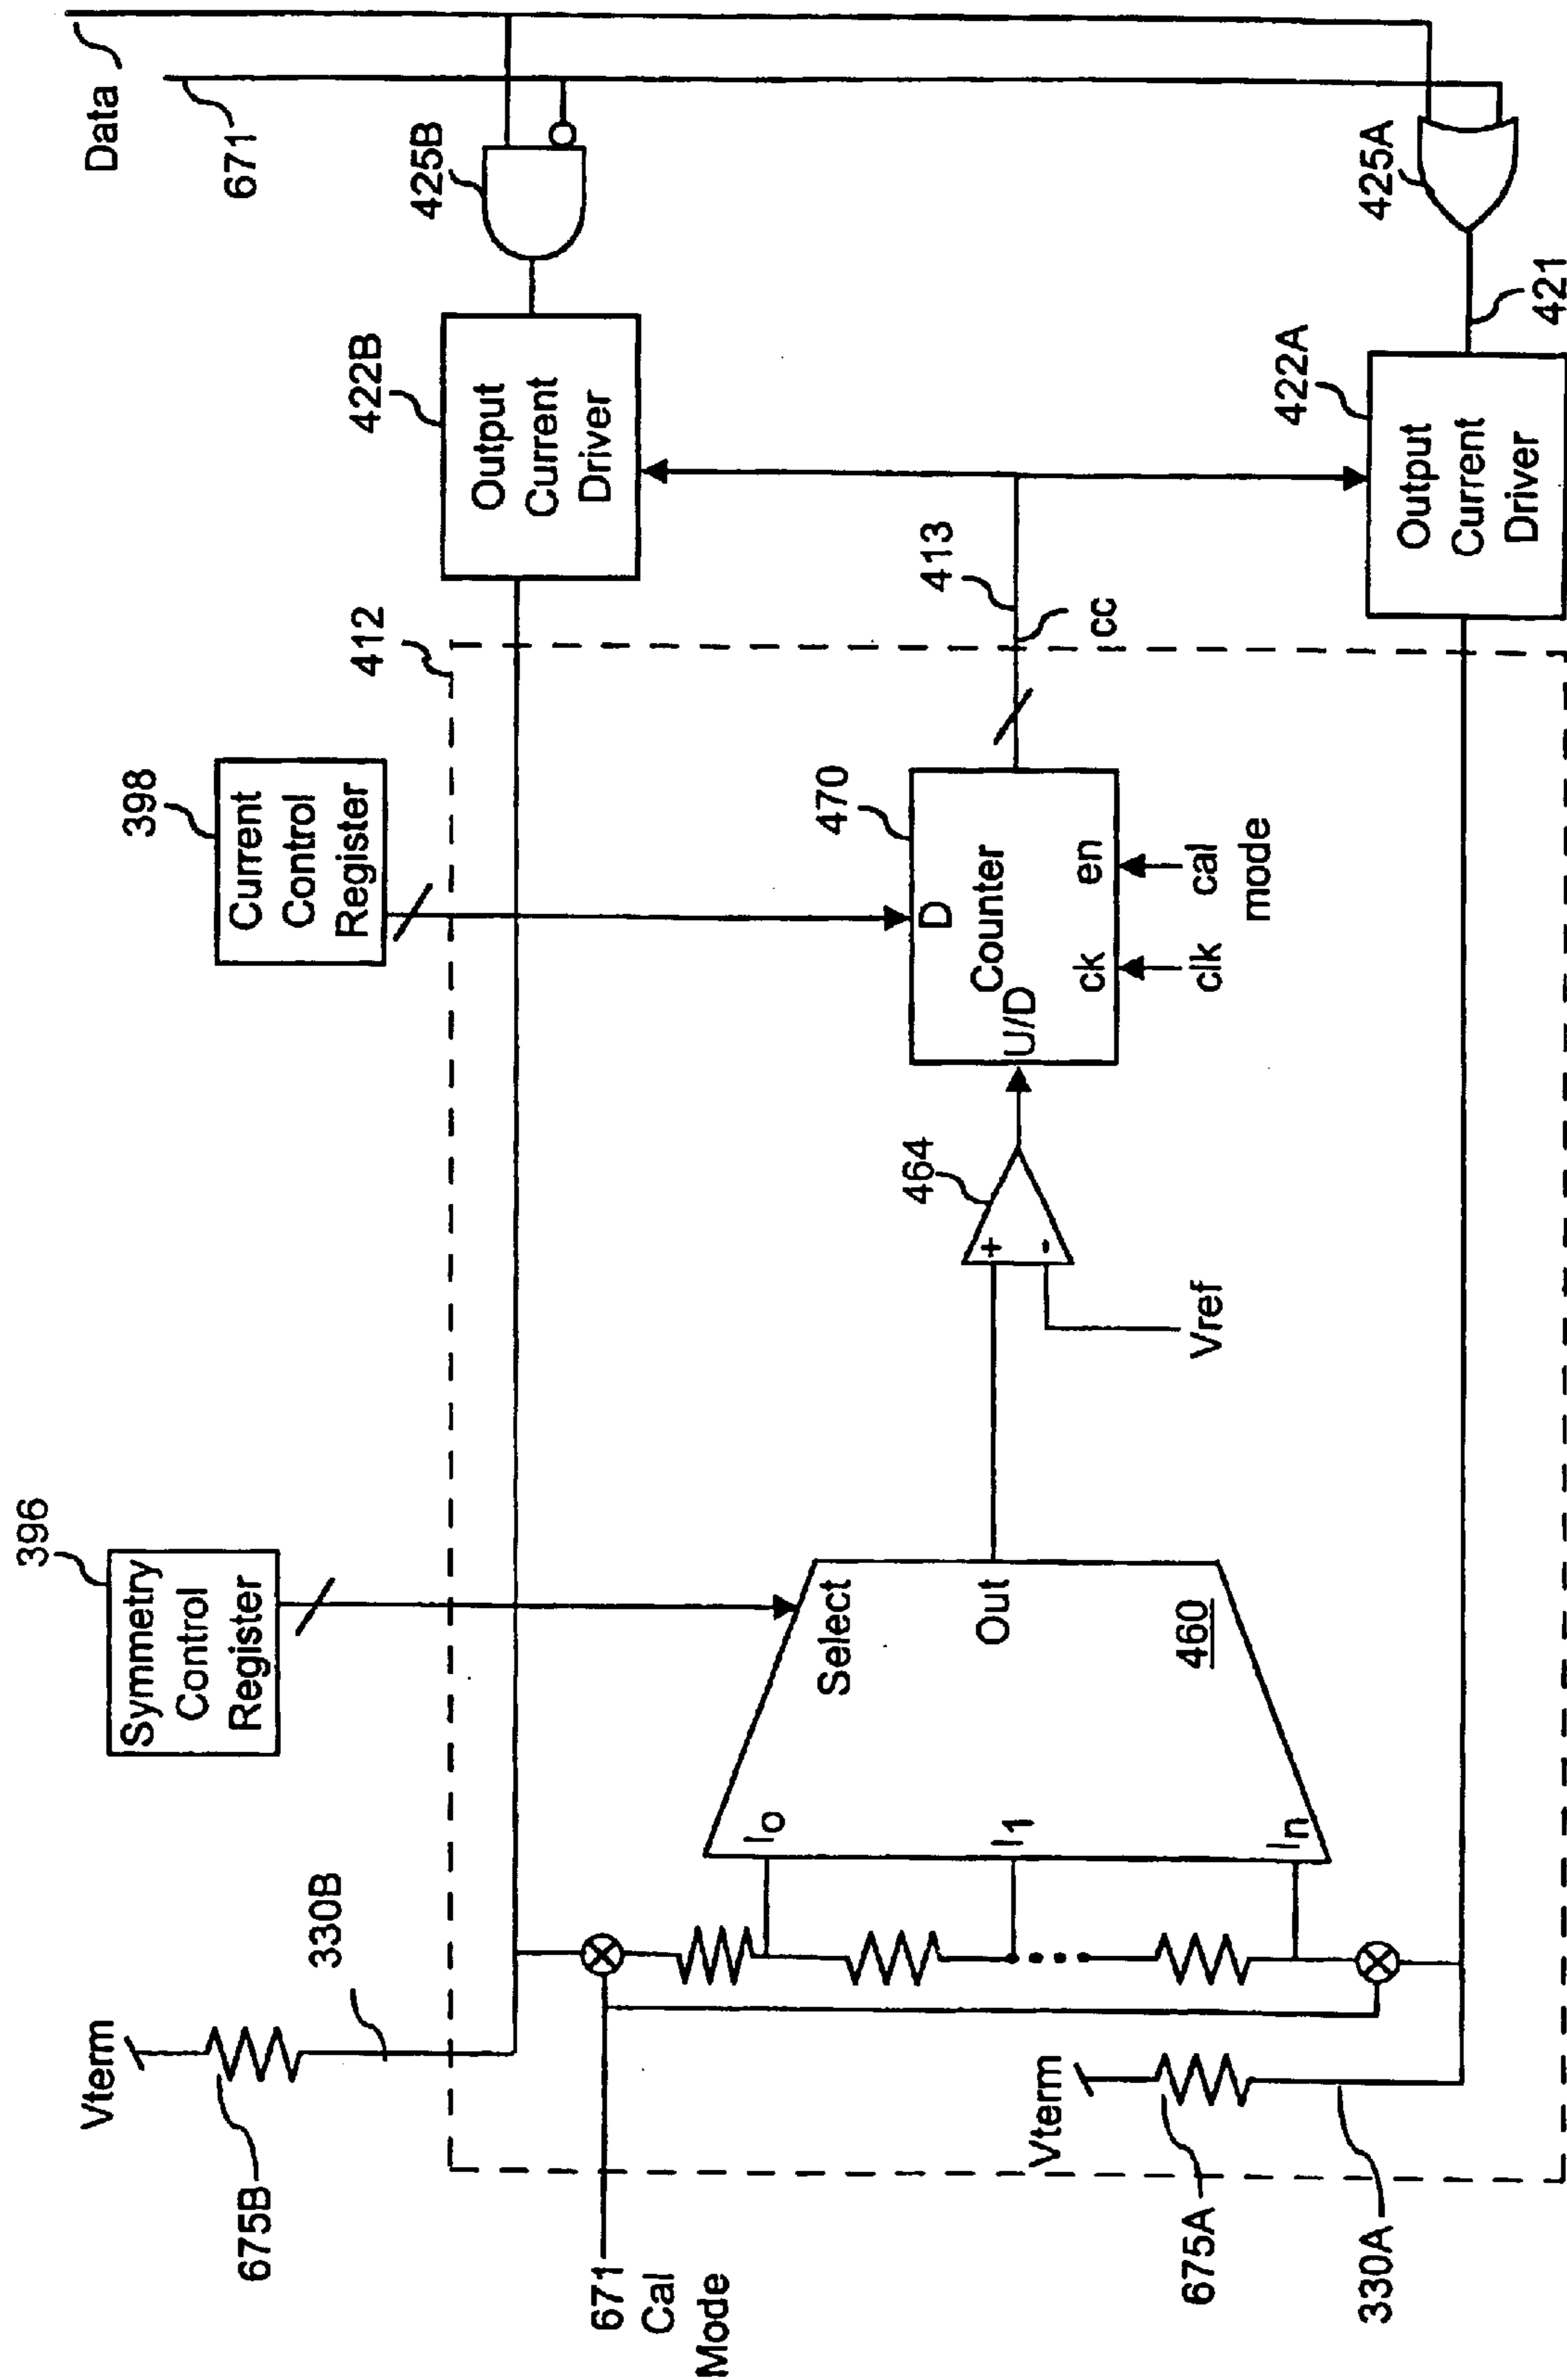 Data
671
425B
422B
Output
Current
Driver
412
398
Current
Control
Register
396
Symmetry
Control
Register
330B
Vterm
675B
671
Cal
Mode
I0
I1
In
Select
Out
460
464
+
-
Vref
470
D
Counter
U/D
ck
en
clk
cal
mode
413
cc
422A
Output
Current
Driver
425A
421
Vterm
675A
330A